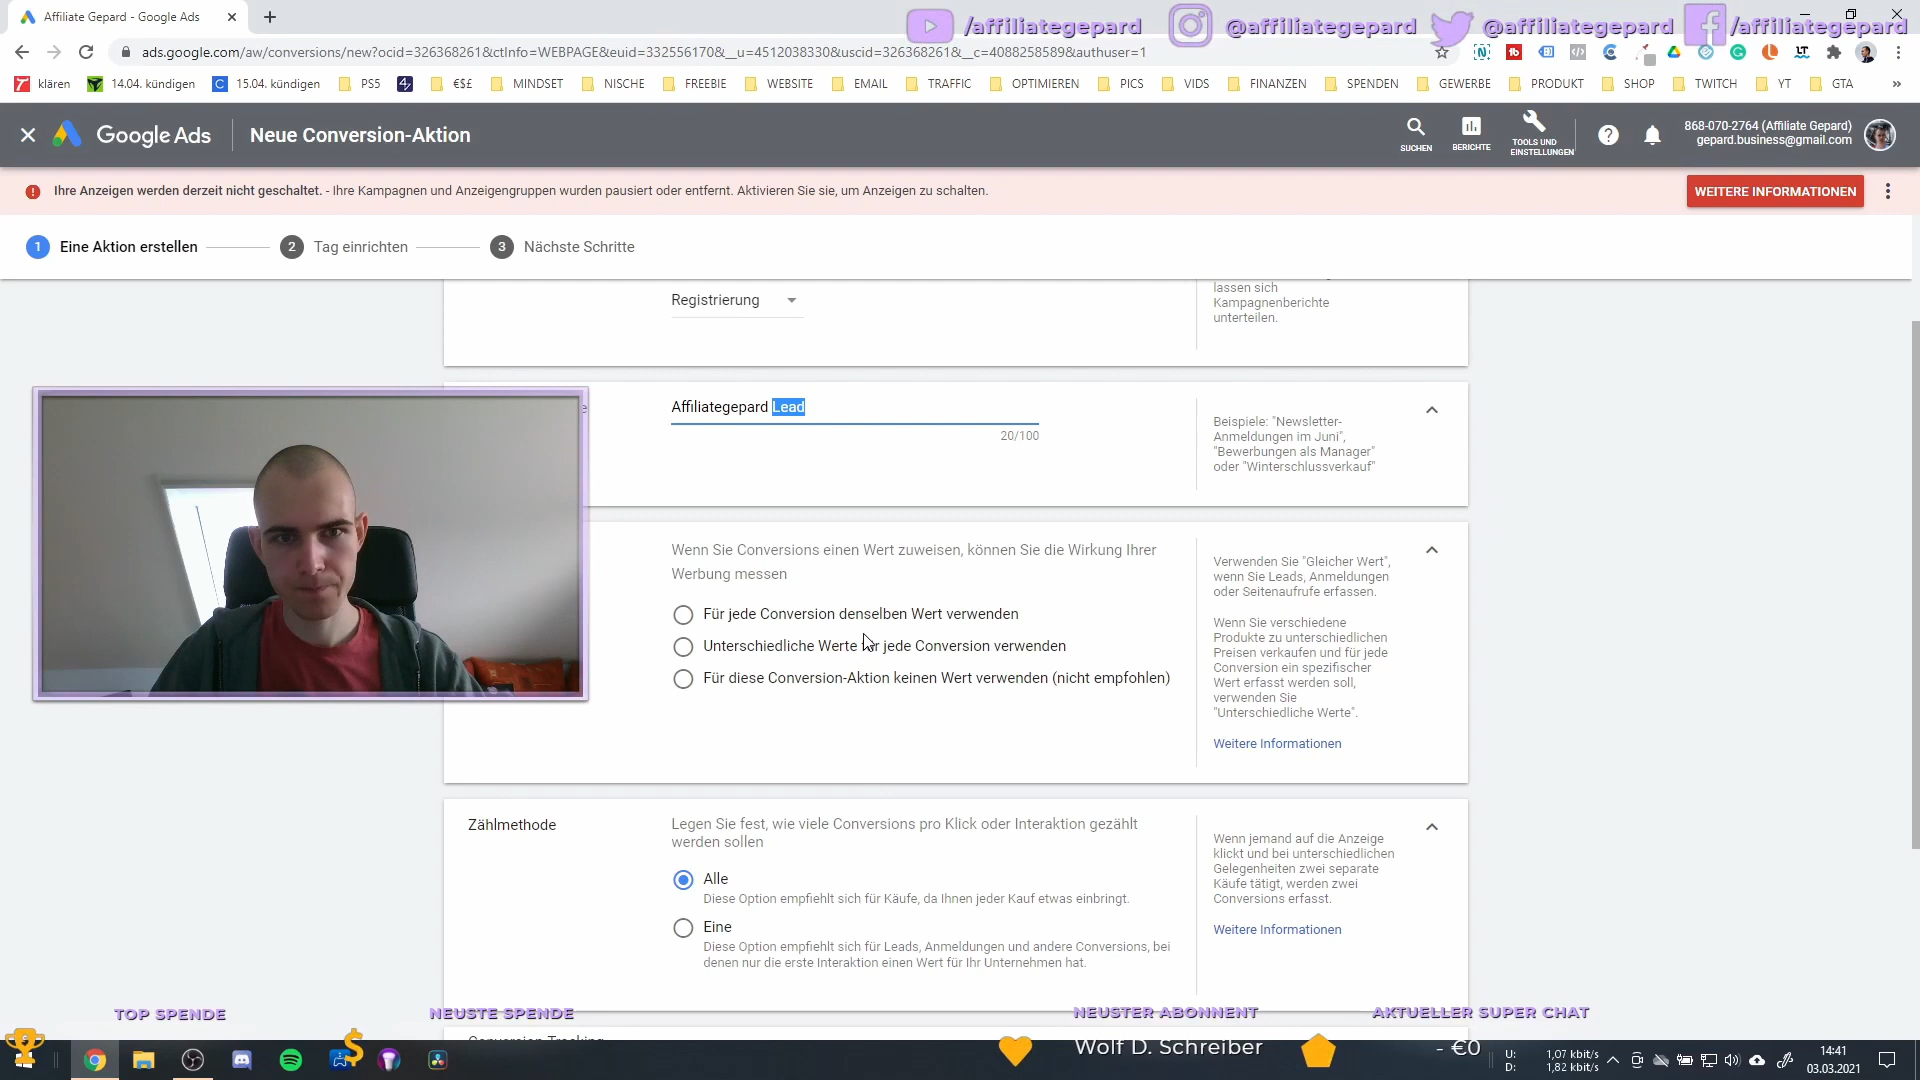 Affiliate Gepard - Google Ads
/affiliategepard
@affiliategepard
@affiliategepard
/affiliategepard
ads.google.com/aw/conversions/new?ocid=326368261&ctInfo=WEBPAGE&euid=332556170&__u=4512038330&uscid=326368261&__c=4088258589&authuser=1
klären
14.04. kündigen
15.04. kündigen
PS5
€$£
MINDSET
NISCHE
FREEBIE
WEBSITE
EMAIL
TRAFFIC
OPTIMIEREN
PICS
VIDS
FINANZEN
SPENDEN
GEWERBE
PRODUKT
SHOP
TWITCH
YT
GTA
Google Ads
Neue Conversion-Aktion
SUCHEN
BERICHTE
TOOLS UND
EINSTELLUNGEN
868-070-2764 (Affiliate Gepard)
gepard.business@gmail.com
Ihre Anzeigen werden derzeit nicht geschaltet. - Ihre Kampagnen und Anzeigengruppen wurden pausiert oder entfernt. Aktivieren Sie sie, um Anzeigen zu schalten.
WEITERE INFORMATIONEN
1 Eine Aktion erstellen
2 Tag einrichten
3 Nächste Schritte
Registrierung
lassen sich
Kampagnenberichte
unterteilen.
Affiliategepard Lead
20/100
Beispiele: "Newsletter-
Anmeldungen im Juni",
"Bewerbungen als Manager"
oder "Winterschlussverkauf"
Wenn Sie Conversions einen Wert zuweisen, können Sie die Wirkung Ihrer
Werbung messen
Für jede Conversion denselben Wert verwenden
Unterschiedliche Werte für jede Conversion verwenden
Für diese Conversion-Aktion keinen Wert verwenden (nicht empfohlen)
Verwenden Sie "Gleicher Wert",
wenn Sie Leads, Anmeldungen
oder Seitenaufrufe erfassen.
Wenn Sie verschiedene
Produkte zu unterschiedlichen
Preisen verkaufen und für jede
Conversion ein spezifischer
Wert erfasst werden soll,
verwenden Sie
"Unterschiedliche Werte".
Weitere Informationen
Zählmethode
Legen Sie fest, wie viele Conversions pro Klick oder Interaktion gezählt
werden sollen
Alle
Diese Option empfiehlt sich für Käufe, da Ihnen jeder Kauf etwas einbringt.
Eine
Diese Option empfiehlt sich für Leads, Anmeldungen und andere Conversions, bei
denen nur die erste Interaktion einen Wert für Ihr Unternehmen hat.
Wenn jemand auf die Anzeige
klickt und bei unterschiedlichen
Gelegenheiten zwei separate
Käufe tätigt, werden zwei
Conversions erfasst.
Weitere Informationen
TOP SPENDE
NEUSTE SPENDE
NEUSTER ABONNENT
AKTUELLER SUPER CHAT
Wolf D. Schreiber
- €0
U: 1,07 kbit/s
D: 1,82 kbit/s
14:41
03.03.2021